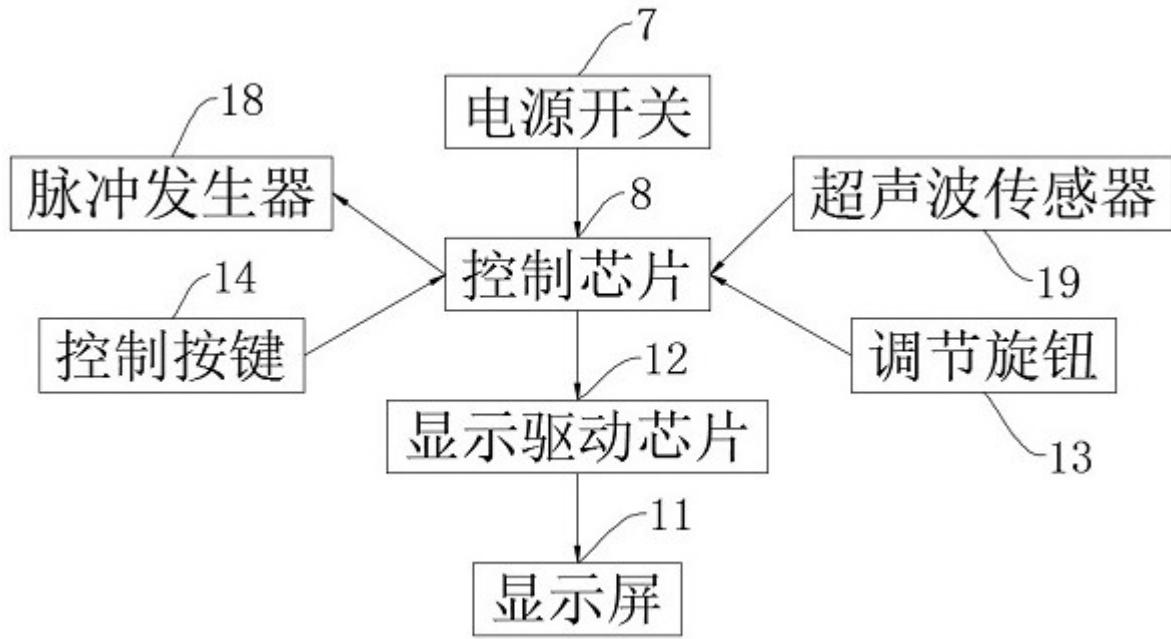 7
电源开关
18
脉冲发生器
超声波传感器
8
控制芯片
19
14
控制按键
调节旋钮
12
显示驱动芯片
13
11
显示屏